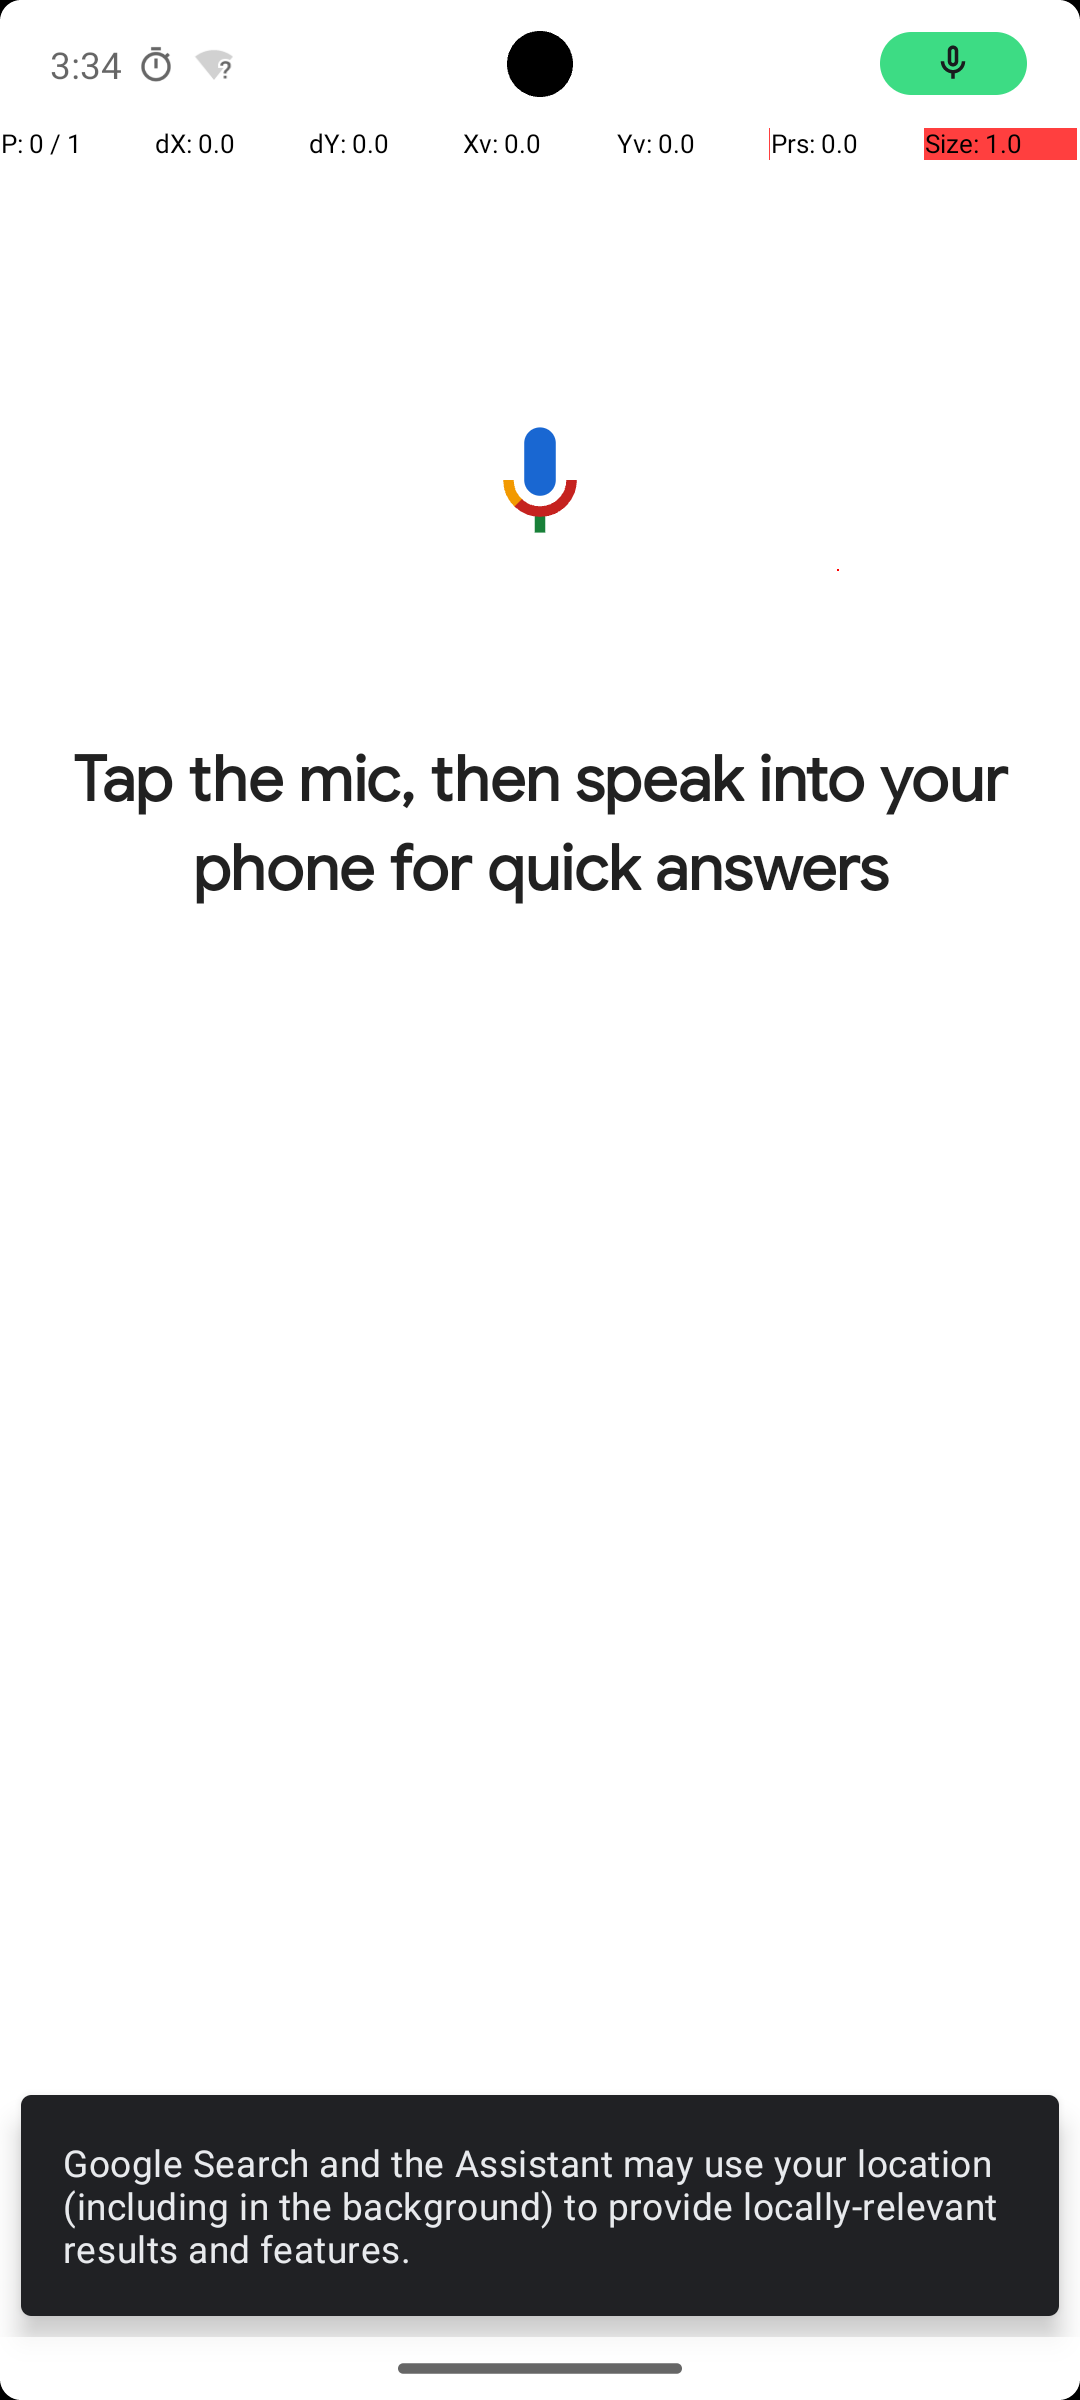 3:34
P: 0 / 1 dX: 0.0 dY: 0.0 Xv: 0.0 Yv: 0.0 Prs: 0.0 Size: 1.0
Tap the mic, then speak into your
phone for quick answers
Google Search and the Assistant may use your location
(including in the background) to provide locally-relevant
results and features.